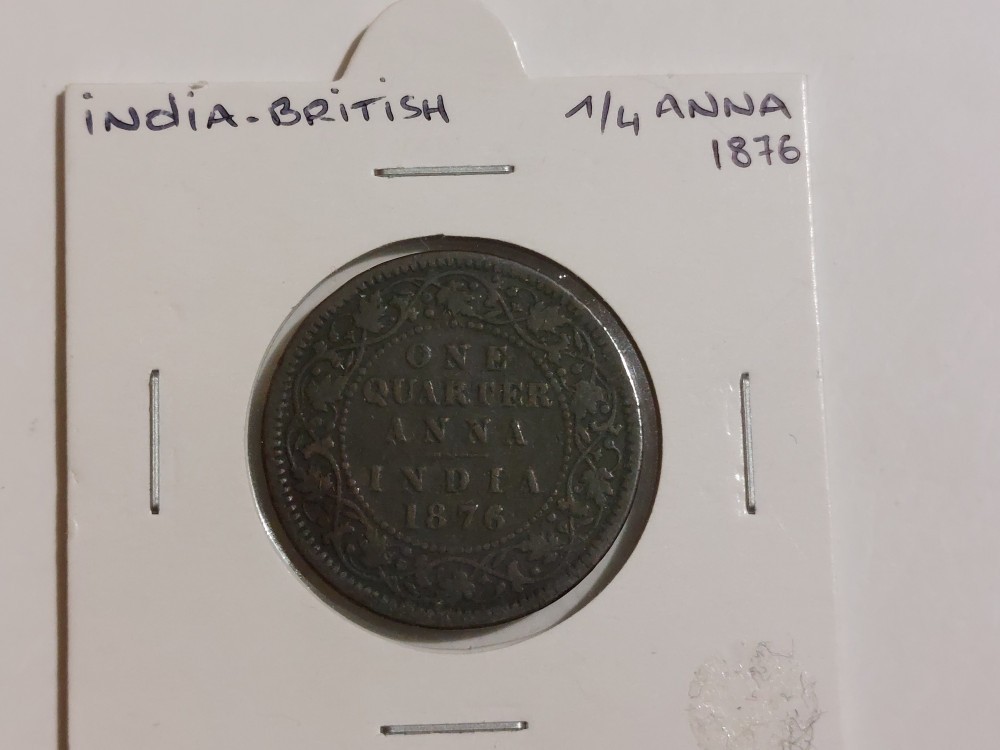 iNdiA-BRiTiSH
1/4 ANNA
1876
ONE
QUARTER
ANNA
INDIA
1876